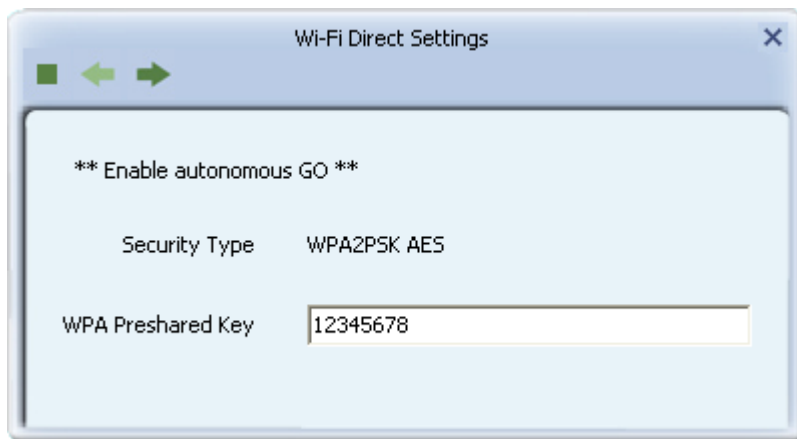 Wi-Fi Direct Settings
** Enable autonomous GO **
Security Type WPA2PSK AES
WPA Preshared Key 12345678